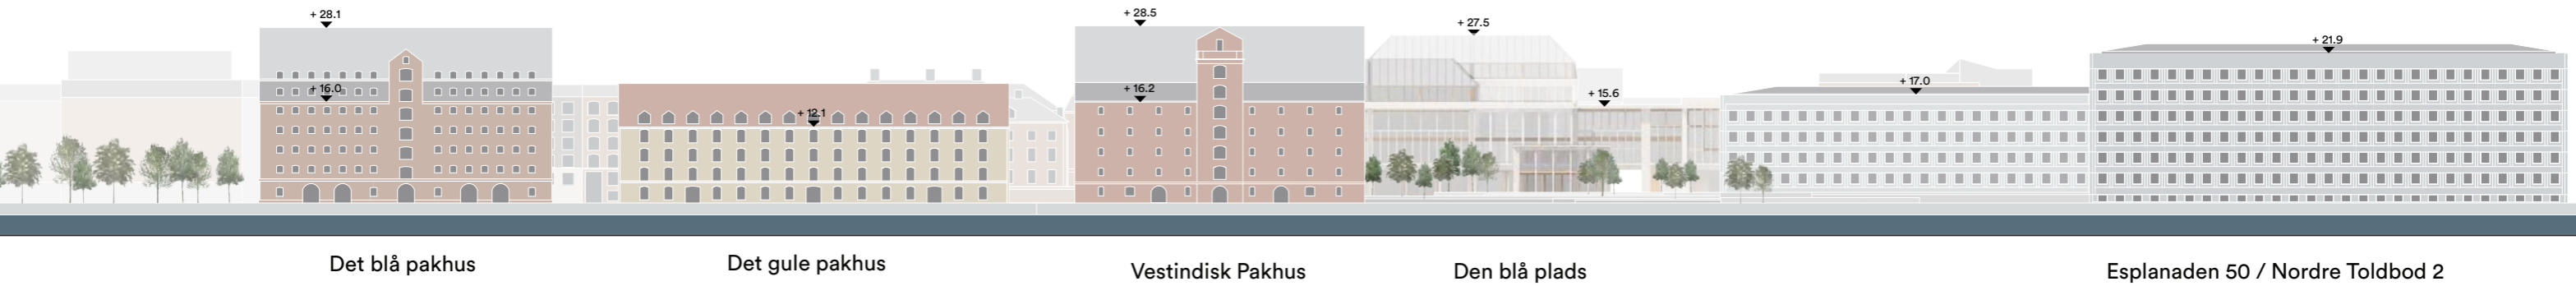 + 28.1
+ 16.0
+ 12.1
+ 28.5
+ 16.2
+ 27.5
+ 15.6
+ 17.0
+ 21.9
Det blå pakhus
Det gule pakhus
Vestindisk Pakhus
Den blå plads
Esplanaden 50 / Nordre Toldbod 2